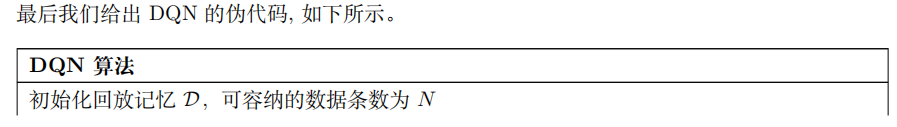 最后我们给出 DQN 的伪代码, 如下所示。
DQN 算法
初始化回放记忆 𝒟，可容纳的数据条数为 N